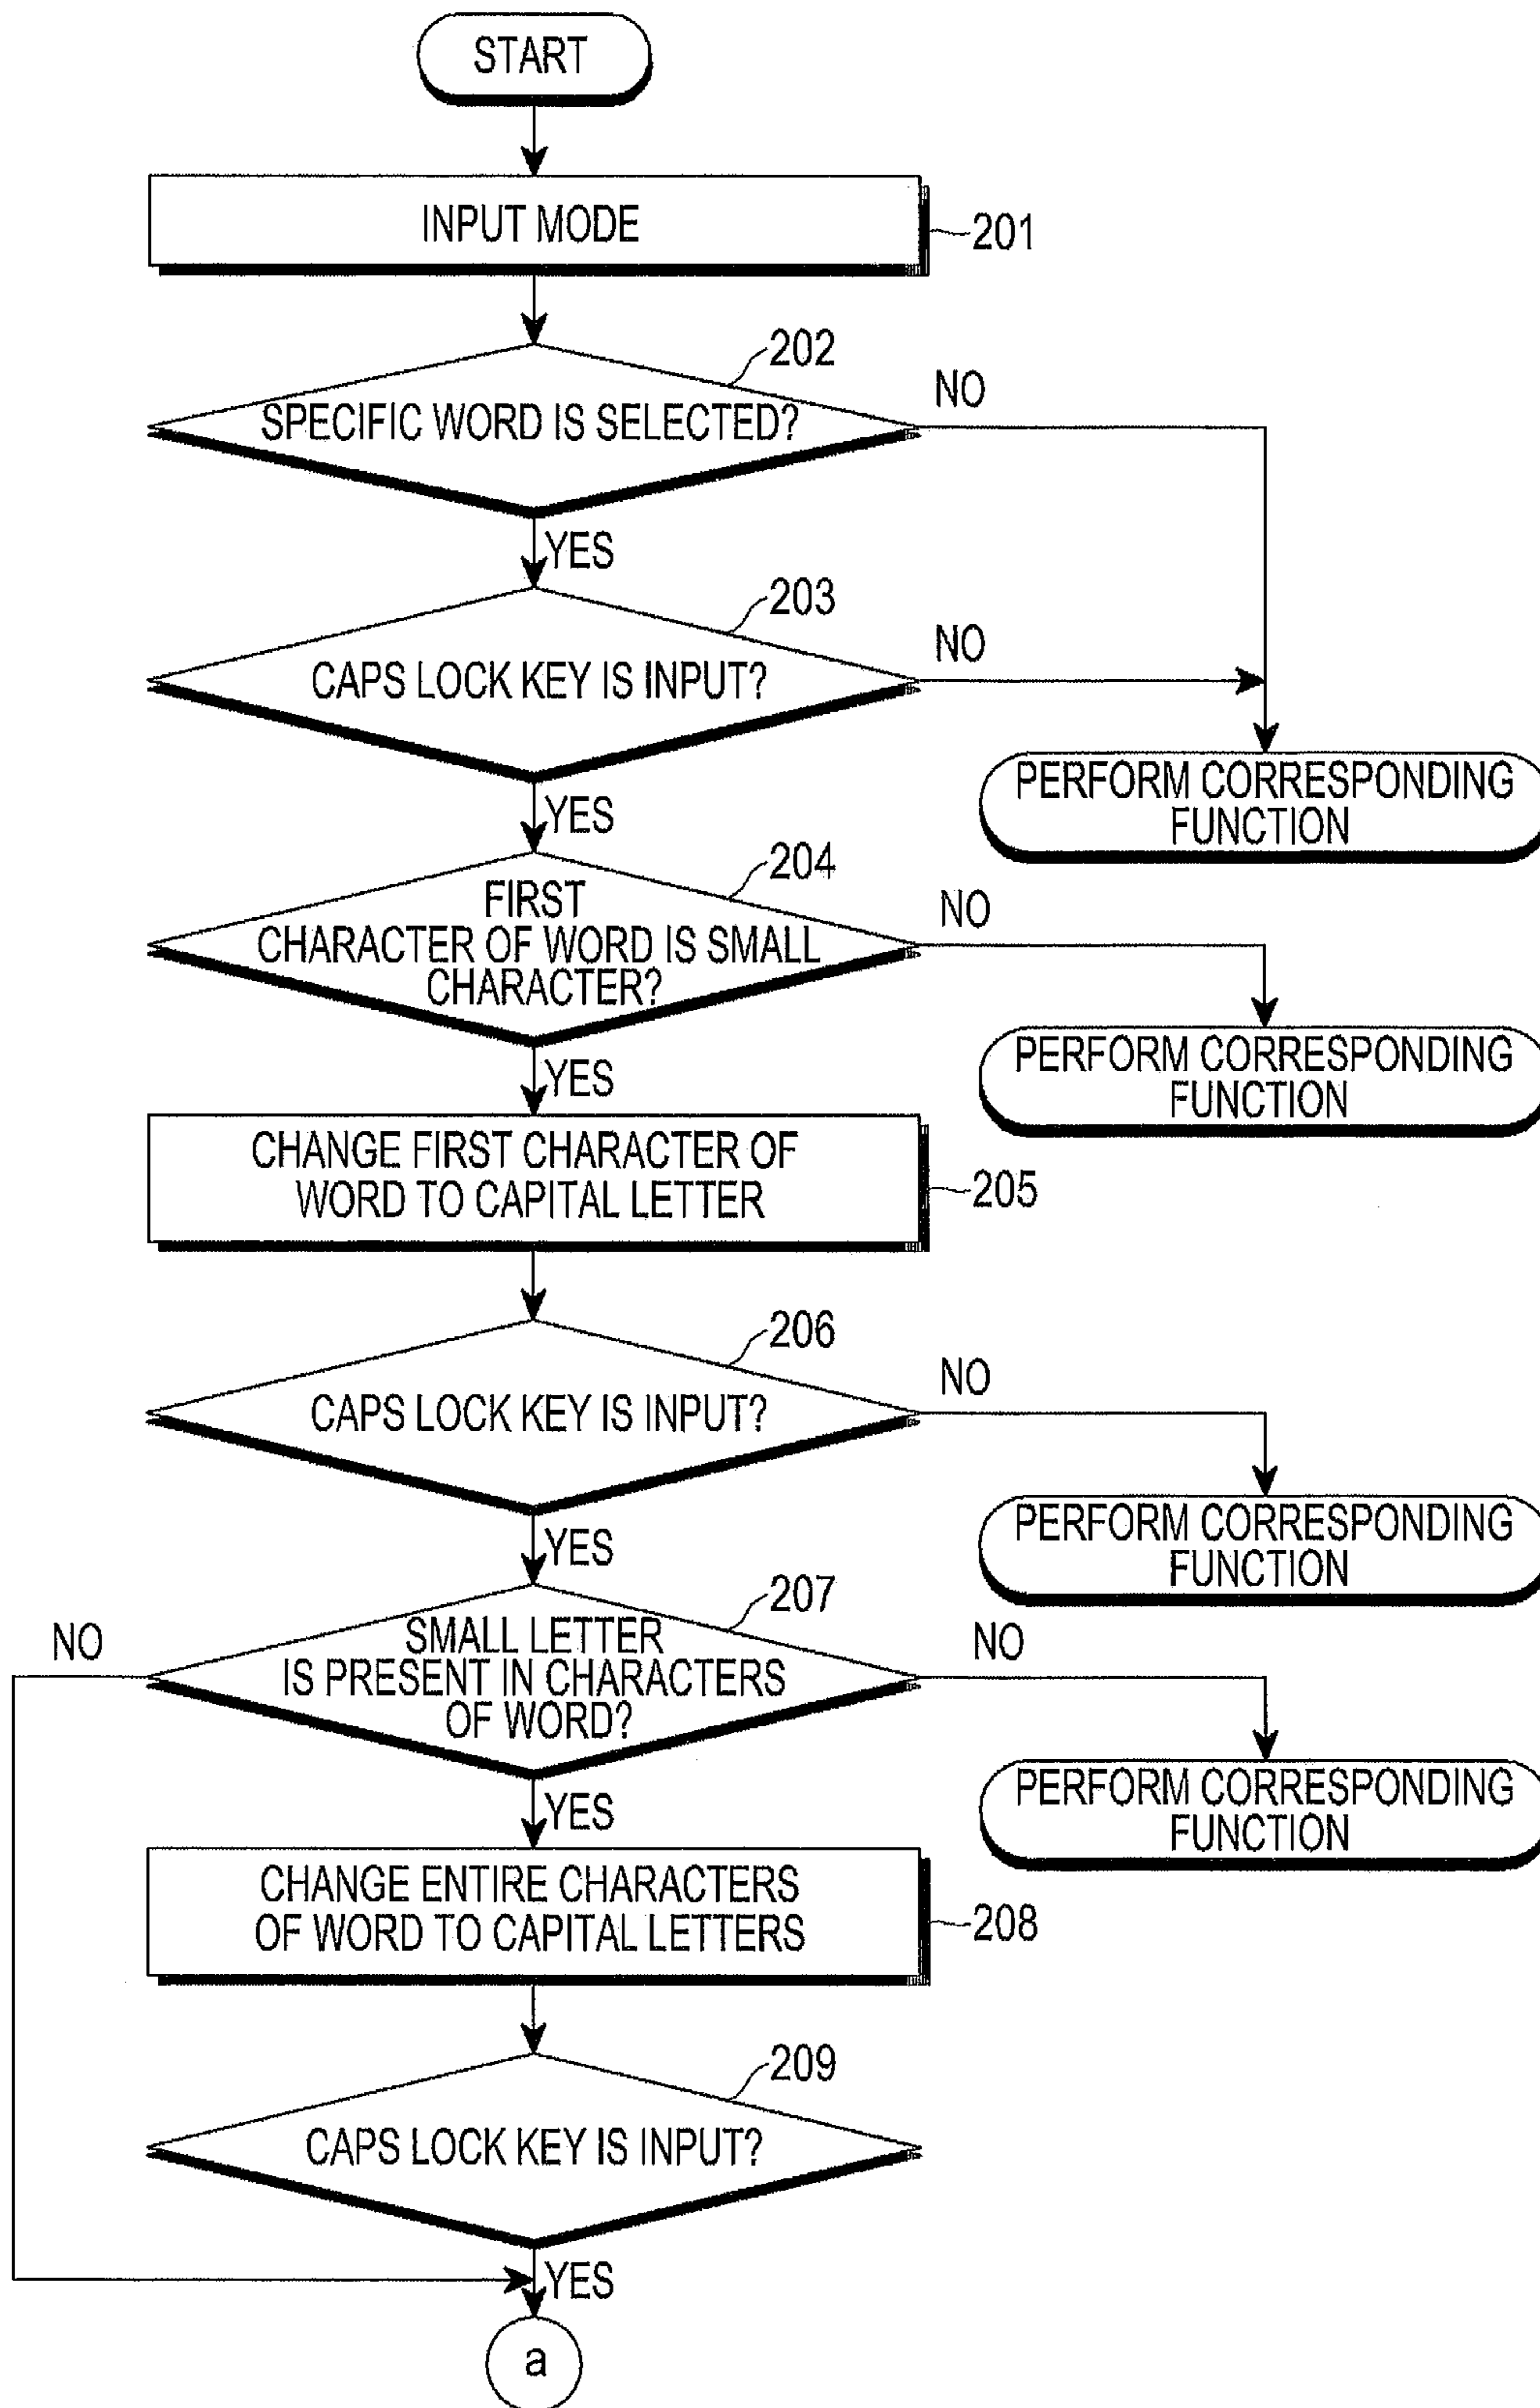 START
INPUT MODE
201
202
SPECIFIC WORD IS SELECTED?
NO
YES
203
CAPS LOCK KEY IS INPUT?
NO
PERFORM CORRESPONDING
FUNCTION
YES
204
FIRST
CHARACTER OF WORD IS SMALL
CHARACTER?
NO
PERFORM CORRESPONDING
FUNCTION
YES
CHANGE FIRST CHARACTER OF
WORD TO CAPITAL LETTER
205
206
CAPS LOCK KEY IS INPUT?
NO
PERFORM CORRESPONDING
FUNCTION
YES
207
NO
SMALL LETTER
IS PRESENT IN CHARACTERS
OF WORD?
NO
PERFORM CORRESPONDING
FUNCTION
YES
CHANGE ENTIRE CHARACTERS
OF WORD TO CAPITAL LETTERS
208
209
CAPS LOCK KEY IS INPUT?
YES
a